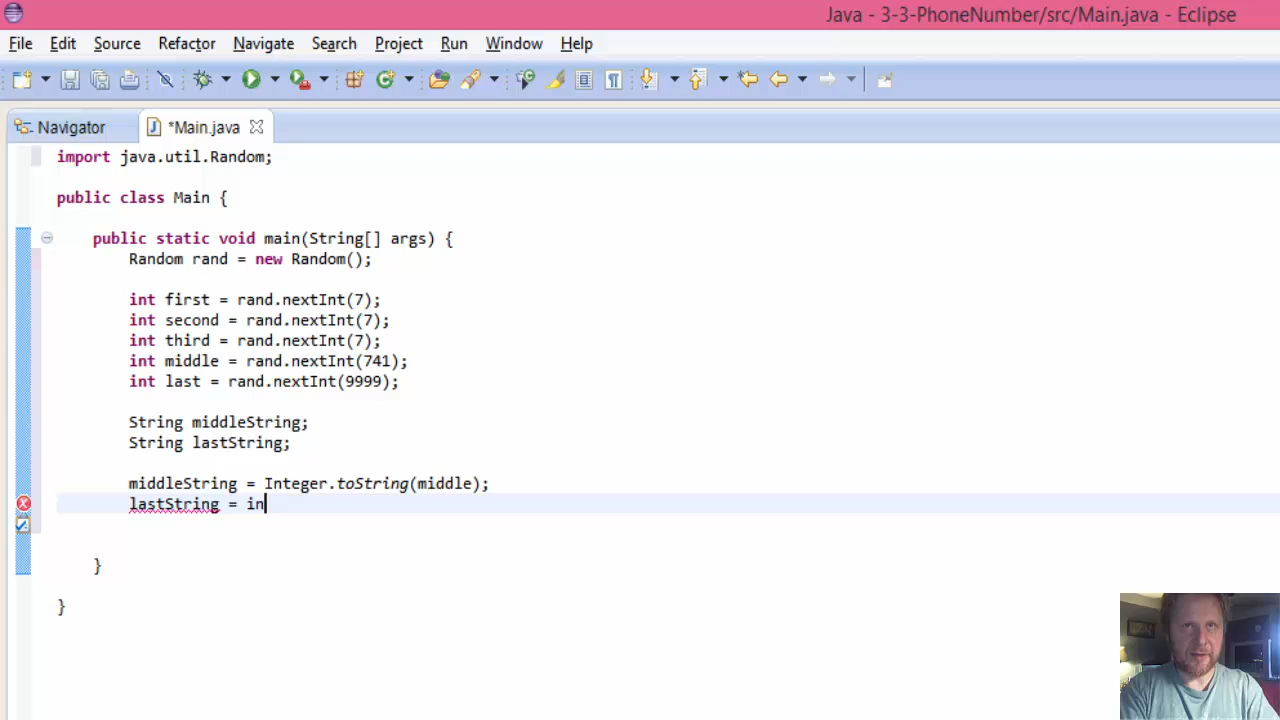 Java - 3-3-PhoneNumber/src/Main.java - Eclipse
File Edit Source Refactor Navigate Search Project Run Window Help
Navigator *Main.java
import java.util.Random;
public class Main {
public static void main(String[] args) {
Random rand = new Random();
int first = rand.nextInt(7);
int second = rand.nextInt(7);
int third = rand.nextInt(7);
int middle = rand.nextInt(741);
int last = rand.nextInt(9999);
String middleString;
String lastString;
middleString = Integer.toString(middle);
lastString = in
}
}